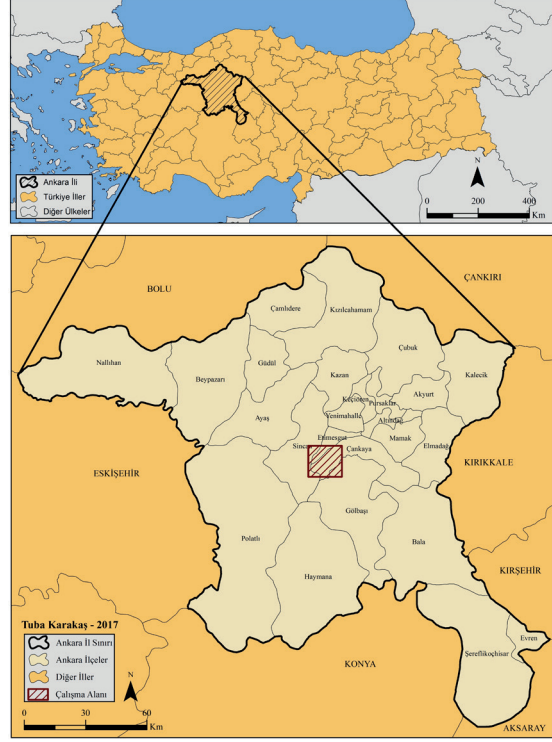 Ankara İli
Türkiye İller
Diğer Ülkeler
N
0 200 400
Km
BOLU
ÇANKIRI
Çamlıdere
Kızılcahamam
Nallıhan
Beypazarı
Güdül
Çubuk
Kalecik
Kazan
Akyurt
Keçiören
Pursaklar
Ayaş
Yenimahalle
Altındağ
Etimesgut
Mamak
Elmadağ
Sincan
Çankaya
ESKİŞEHİR
KIRIKKALE
Gölbaşı
Polatlı
Bala
Haymana
KIRŞEHİR
Tuba Karakaş - 2017
Ankara İl Sınırı
Ankara İlçeler
Diğer İller
Çalışma Alanı
N
0 30 60
Km
Evren
Şereflikoçhisar
KONYA
AKSARAY